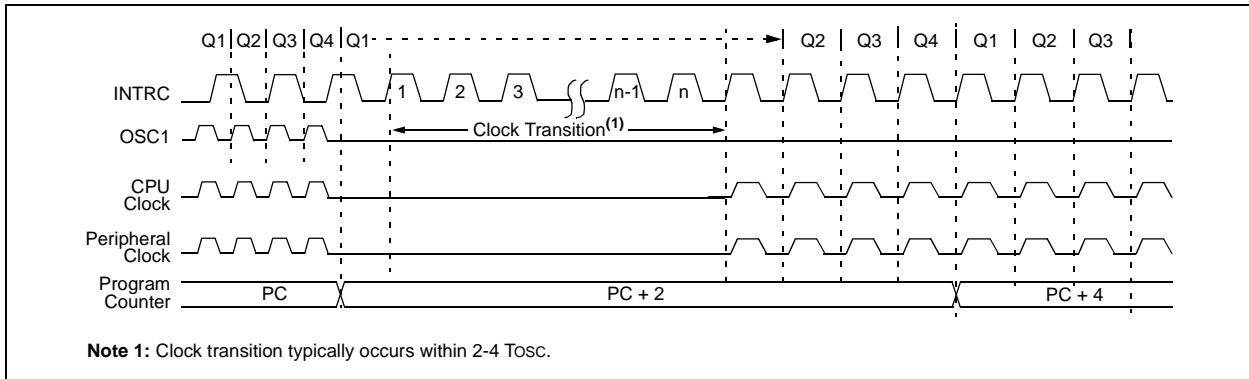 Q1 Q2 Q3 Q4 Q1 Q2 Q3 Q4 Q1 Q2 Q3
INTRC 1 2 3 n-1 n
OSC1 Clock Transition(1)
CPU
Clock
Peripheral
Clock
Program
Counter
PC PC + 2 PC + 4
Note 1: Clock transition typically occurs within 2-4 TOSC.